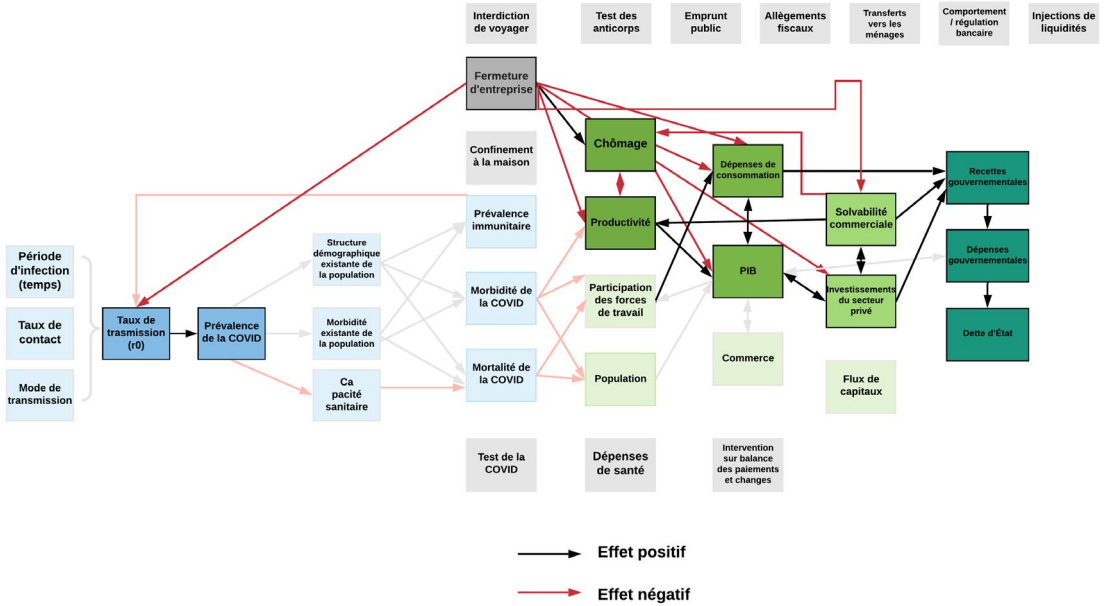 Interdiction
de voyager
Test des
anticorps
Emprunt
public
Allègements
fiscaux
Transferts
vers les
ménages
Comportement
/ régulation
bancaire
Injections de
liquidités
Fermeture
d'entreprise
Confinement
à la maison
Chômage
Dépenses de
consommation
Recettes
gouvernementales
Prévalence
immunitaire
Productivité
Solvabilité
commerciale
Période
d'infection
(temps)
Structure
démographique
existante de
la population
Morbidité de
la COVID
Participation
des forces
de travail
PIB
Investissements
du secteur
privé
Dépenses
gouvernementales
Taux de
contact
Taux de
trasmission
(r0)
Prévalence
de la COVID
Morbidité
existante de
la population
Dette d'État
Mode de
transmission
Ca
pacité
sanitaire
Mortalité de
la COVID
Population
Commerce
Flux de
capitaux
Test de la
COVID
Dépenses
de santé
Intervention
sur balance
des paiements
et changes
Effet positif
Effet négatif